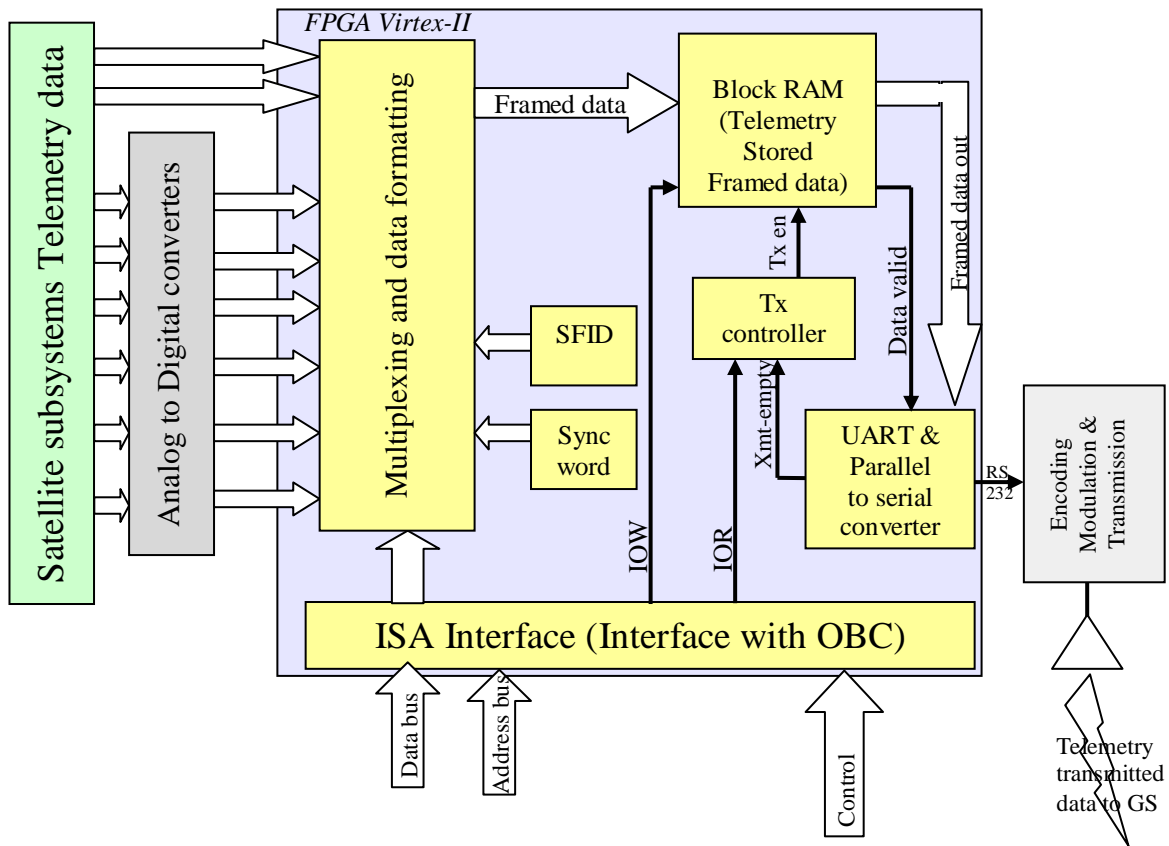 FPGA Virtex-II
Satellite subsystems Telemetry data
Analog to Digital converters
Multiplexing and data formatting
Framed data
Block RAM
(Telemetry
Stored
Framed data)
Framed data out
Tx en
Data valid
Tx
controller
SFID
Sync
word
Xmt-empty
UART &
Parallel
to serial
converter
RS
232
Encoding
Modulation &
Transmission
IOW
IOR
ISA Interface (Interface with OBC)
Data bus
Address bus
Control
Telemetry
transmitted
data to GS